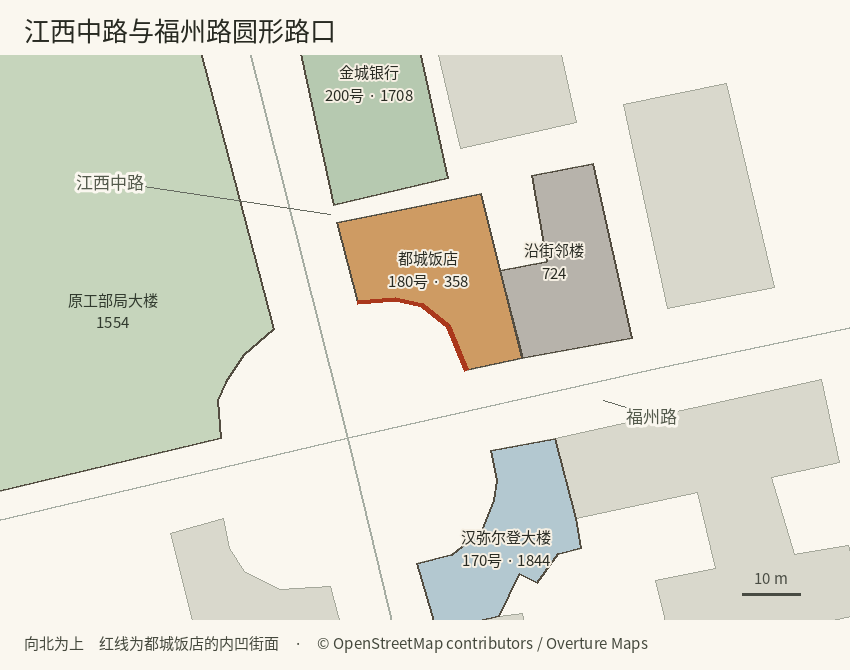 江西中路与福州路圆形路口
金城银行
200号 · 1708
江西中路
都城饭店
180号 · 358
沿街邻楼
724
原工部局大楼
1554
福州路
汉弥尔登大楼
170号 · 1844
10 m
向北为上 红线为都城饭店的内凹街面 · © OpenStreetMap contributors / Overture Maps